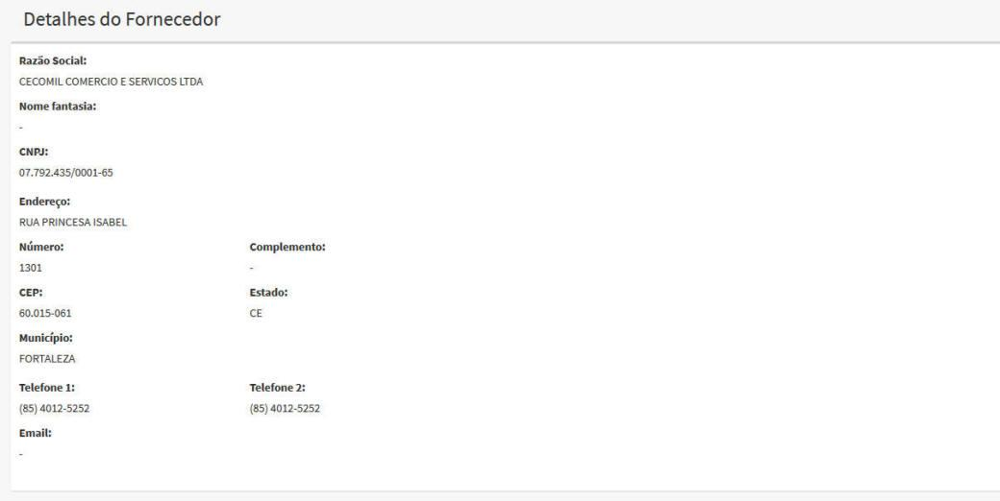 Detalhes do Fornecedor
Razão Social:
CECOMIL COMERCIO E SERVICOS LTDA
Nome fantasia:
-
CNPJ:
07.792.435/0001-65
Endereço:
RUA PRINCESA ISABEL
Número: Complemento:
1301 -
CEP: Estado:
60.015-061 CE
Município:
FORTALEZA
Telefone 1: Telefone 2:
(85) 4012-5252 (85) 4012-5252
Email:
-